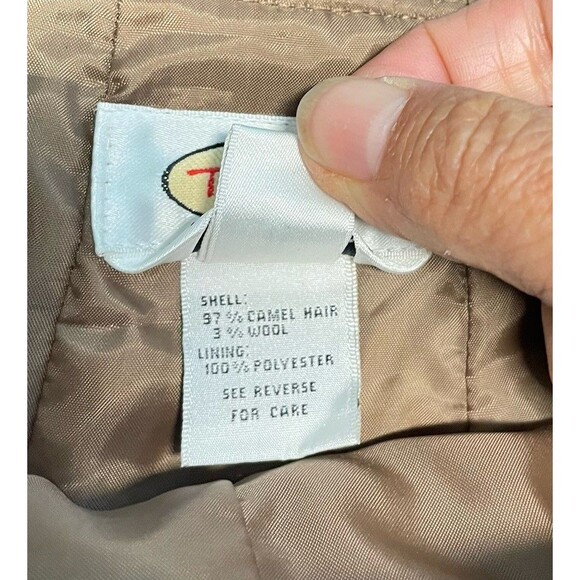 SHELL:
97% CAMEL HAIR
3% WOOL
LINING:
100% POLYESTER
SEE REVERSE
FOR CARE